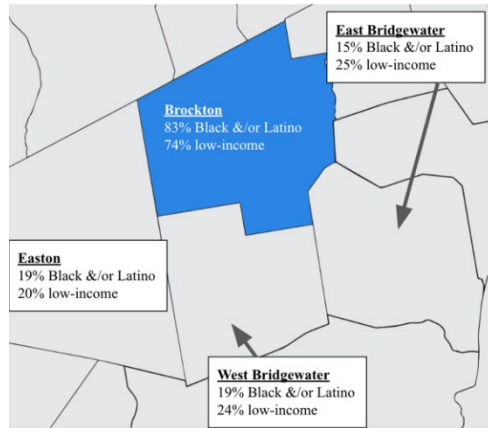 East Bridgewater
15% Black &/or Latino
25% low-income
Brockton
83% Black &/or Latino
74% low-income
Easton
19% Black &/or Latino
20% low-income
West Bridgewater
19% Black &/or Latino
24% low-income